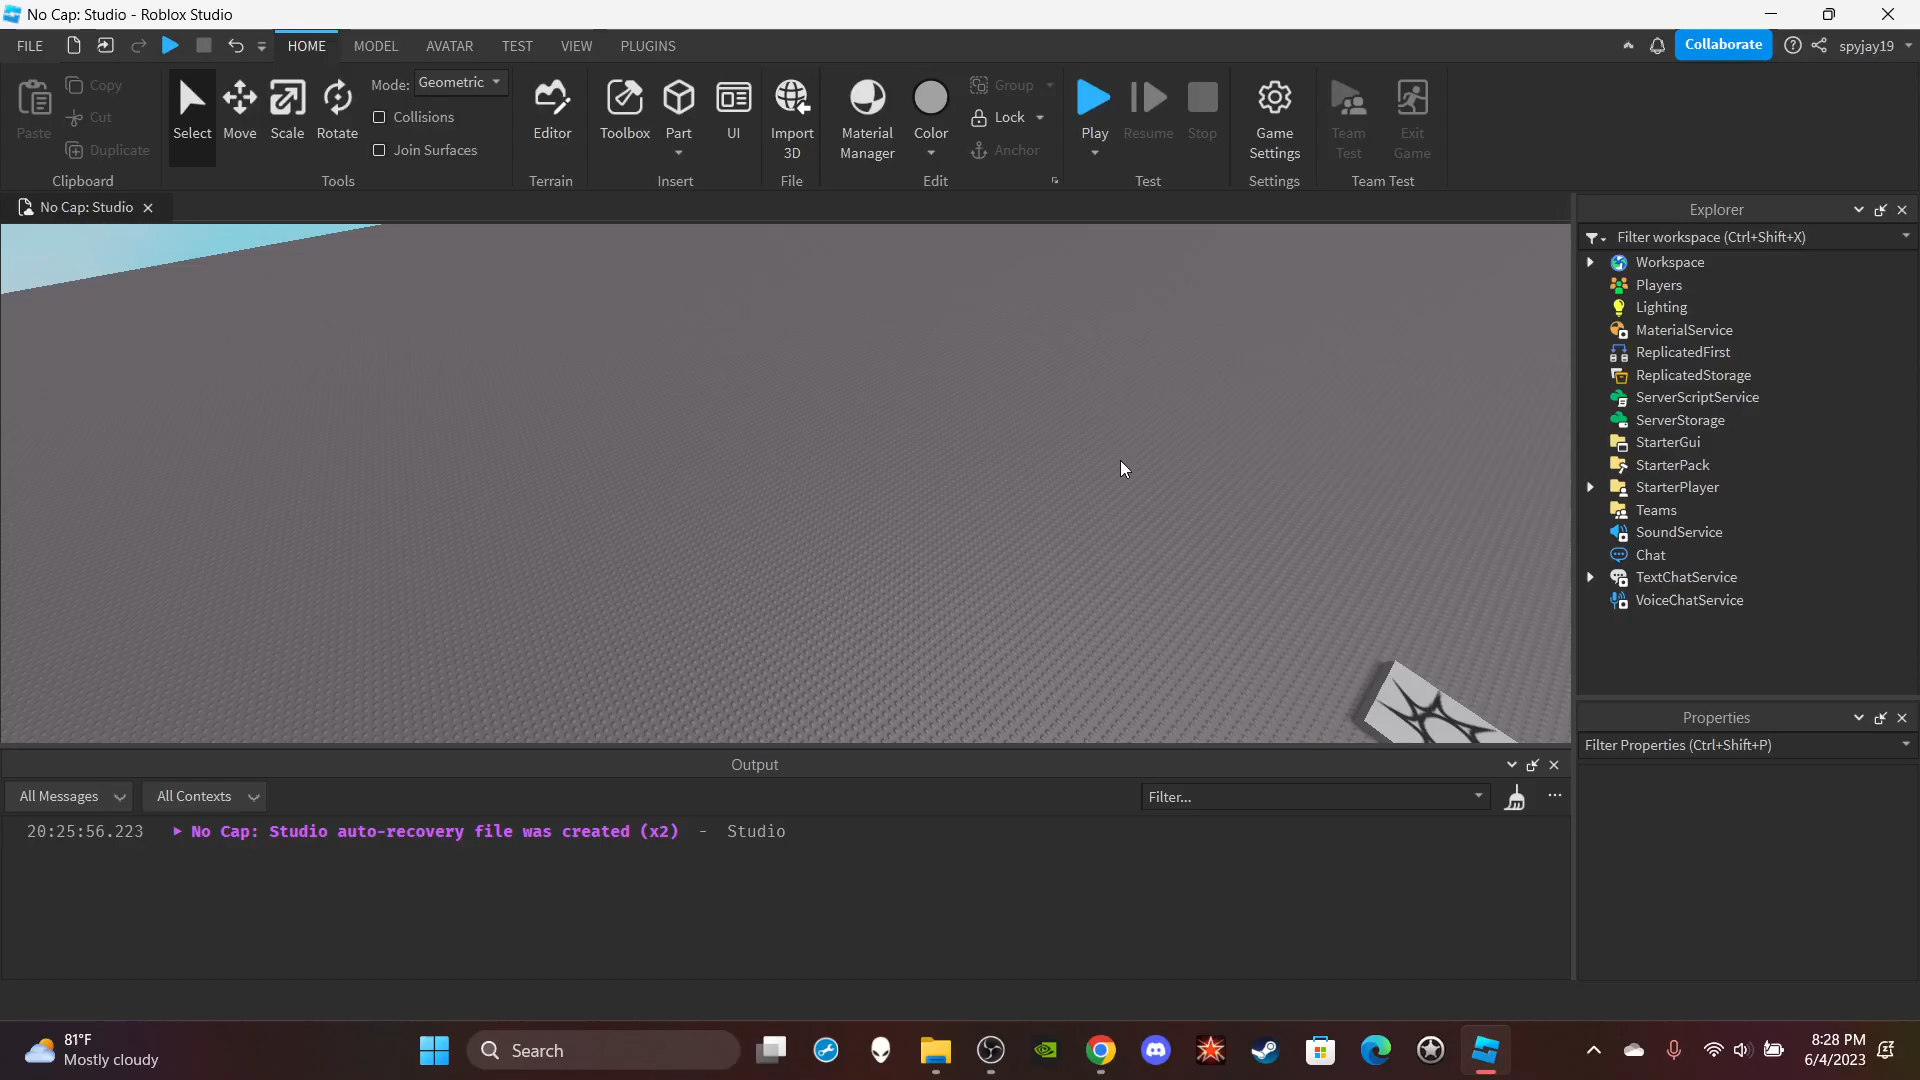 No Cap: Studio - Roblox Studio
FILE HOME MODEL AVATAR TEST VIEW PLUGINS Collaborate spyjay19
Paste Copy Cut Duplicate
Clipboard
Select Move Scale Rotate
Mode: Geometric
Collisions
Join Surfaces
Tools
Editor
Terrain
Toolbox Part UI
Insert
Import
3D
File
Material
Manager
Color
Group
Lock
Anchor
Edit
Play Resume Stop
Test
Game
Settings
Settings
Team
Test
Exit
Game
Team Test
No Cap: Studio
Explorer
Filter workspace (Ctrl+Shift+X)
Workspace
Players
Lighting
MaterialService
ReplicatedFirst
ReplicatedStorage
ServerScriptService
ServerStorage
StarterGui
StarterPack
StarterPlayer
Teams
SoundService
Chat
TextChatService
VoiceChatService
Properties
Filter Properties (Ctrl+Shift+P)
Output
All Messages All Contexts Filter...
20:25:56.223 No Cap: Studio auto-recovery file was created (x2) - Studio
81°F
Mostly cloudy
Search
8:28 PM
6/4/2023